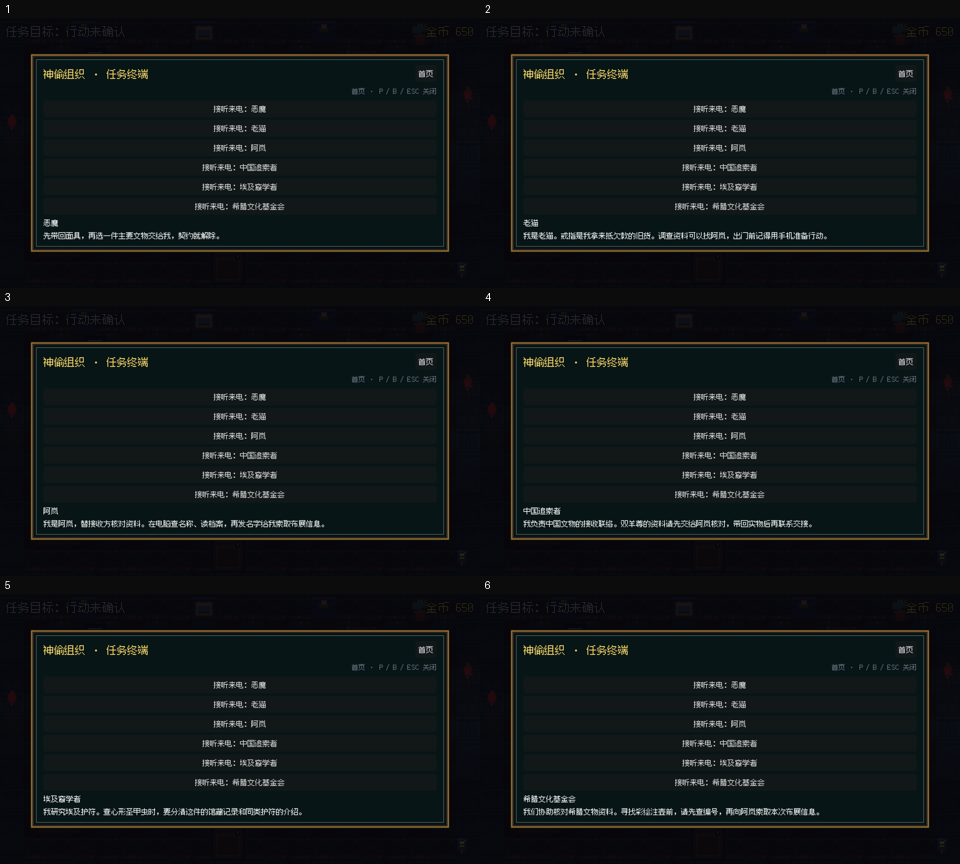 1
任务目标：行动未确认
金币 650
神偷组织 · 任务终端
首页
首页 · P / B / ESC 关闭
接听来电：恶魔
接听来电：老猫
接听来电：阿岚
接听来电：中国追索者
接听来电：埃及裔学者
接听来电：希腊文化基金会
恶魔
先带回面具，再选一件主要文物交给我，契约就解除。
2
金币 650
神偷组织 · 任务终端
首页
首页 · P / B / ESC 关闭
接听来电：恶魔
接听来电：老猫
接听来电：阿岚
接听来电：中国追索者
接听来电：埃及裔学者
接听来电：希腊文化基金会
老猫
我是老猫。戒指是我拿来抵欠款的旧货。调查资料可以找阿岚，出门前记得用手机准备行动。
3
任务目标：行动未确认
金币 650
神偷组织 · 任务终端
首页
首页 · P / B / ESC 关闭
接听来电：恶魔
接听来电：老猫
接听来电：阿岚
接听来电：中国追索者
接听来电：埃及裔学者
接听来电：希腊文化基金会
阿岚
我是阿岚，替接收方核对资料。在电脑查名称、读档案，再发名字给我索取布展信息。
4
任务目标：行动未确认
金币 650
神偷组织 · 任务终端
首页
首页 · P / B / ESC 关闭
接听来电：恶魔
接听来电：老猫
接听来电：阿岚
接听来电：中国追索者
接听来电：埃及裔学者
接听来电：希腊文化基金会
中国追索者
我负责中国文物的接收联络。双羊尊的资料请先交给阿岚核对，带回实物后再联系交接。
5
任务目标：行动未确认
金币 650
神偷组织 · 任务终端
首页
首页 · P / B / ESC 关闭
接听来电：恶魔
接听来电：老猫
接听来电：阿岚
接听来电：中国追索者
接听来电：埃及裔学者
接听来电：希腊文化基金会
埃及裔学者
我研究埃及护符。查心形圣甲虫时，要分清这件的馆藏记录和同类护符的介绍。
6
任务目标：行动未确认
金币 650
神偷组织 · 任务终端
首页
首页 · P / B / ESC 关闭
接听来电：恶魔
接听来电：老猫
接听来电：阿岚
接听来电：中国追索者
接听来电：埃及裔学者
接听来电：希腊文化基金会
希腊文化基金会
我们协助核对希腊文物资料。寻找彩绘注壶前，请先查编号，再向阿岚索取本次布展信息。